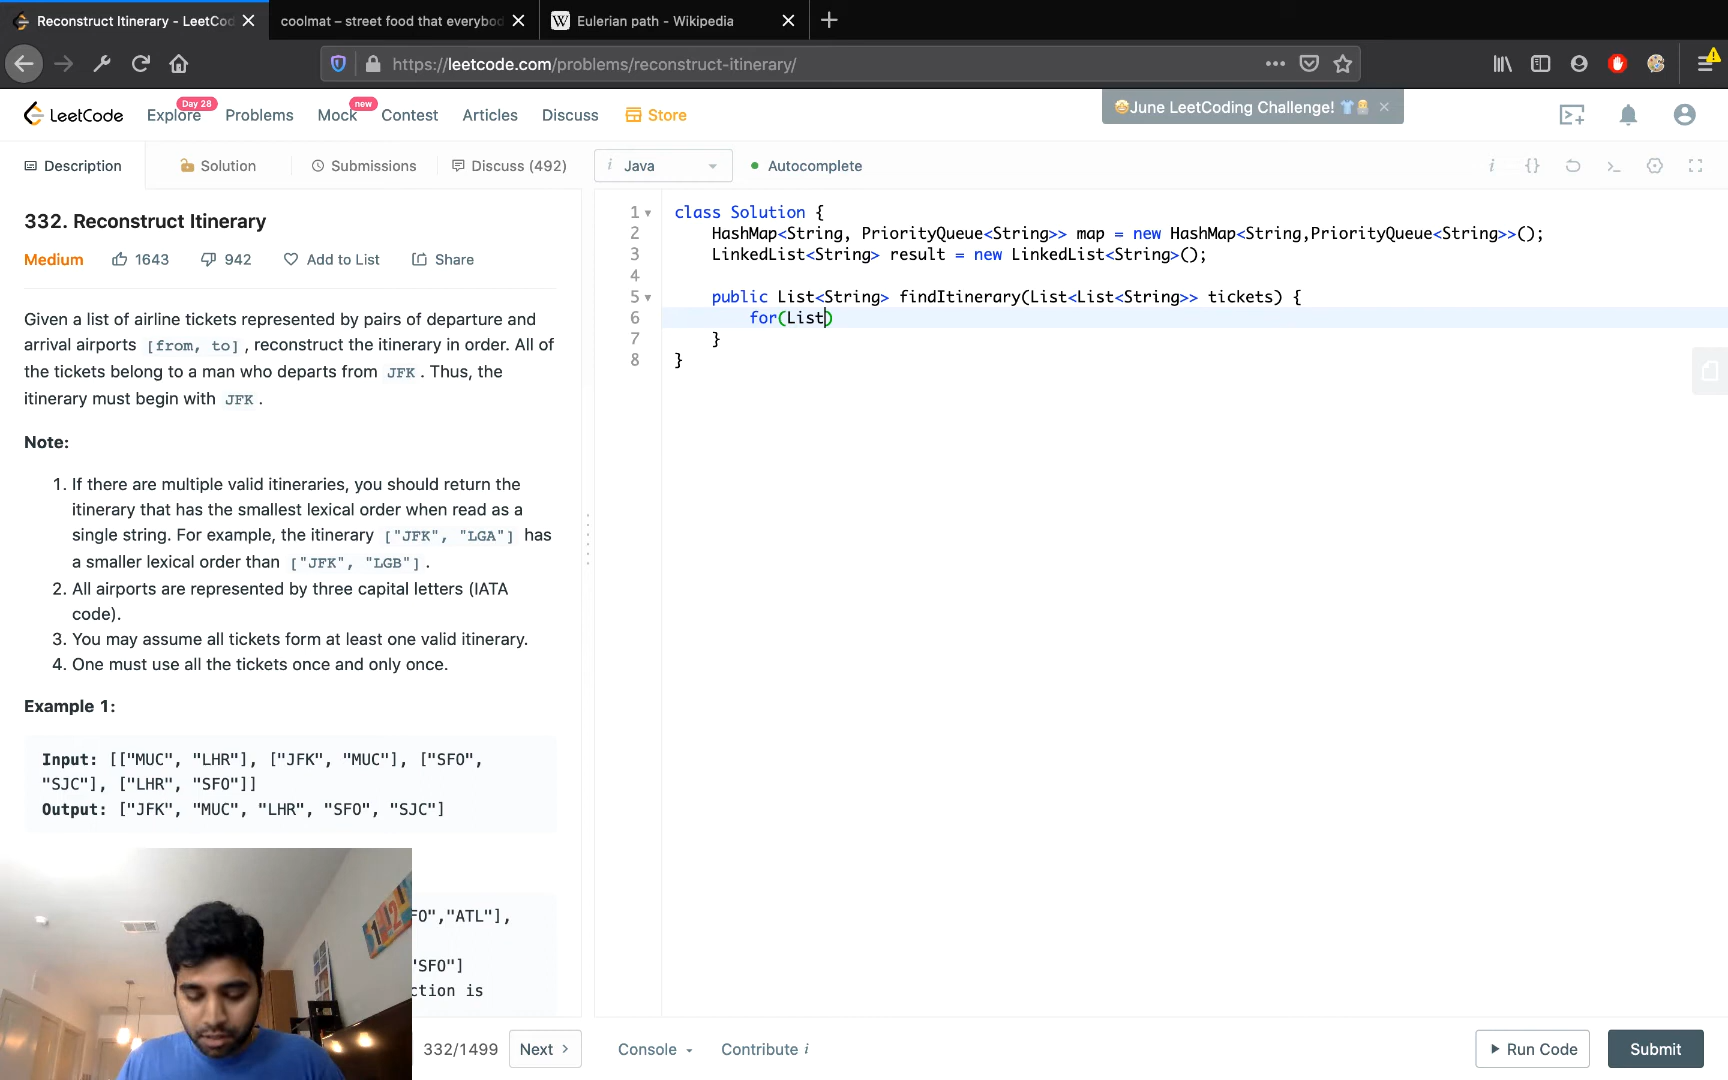 Reconstruct Itinerary - LeetCod
coolmat – street food that everybod
W Eulerian path - Wikipedia
https://leetcode.com/problems/reconstruct-itinerary/
LeetCode
Explore Day 28
Problems
Mock new
Contest
Articles
Discuss
Store
June LeetCoding Challenge!
Description
Solution
Submissions
Discuss (492)
i Java
Autocomplete
332. Reconstruct Itinerary
Medium 1643 942 Add to List Share
Given a list of airline tickets represented by pairs of departure and
arrival airports [from, to], reconstruct the itinerary in order. All of
the tickets belong to a man who departs from JFK. Thus, the
itinerary must begin with JFK.
Note:
1. If there are multiple valid itineraries, you should return the
itinerary that has the smallest lexical order when read as a
single string. For example, the itinerary ["JFK", "LGA"] has
a smaller lexical order than ["JFK", "LGB"].
2. All airports are represented by three capital letters (IATA
code).
3. You may assume all tickets form at least one valid itinerary.
4. One must use all the tickets once and only once.
Example 1:
Input: [["MUC", "LHR"], ["JFK", "MUC"], ["SFO",
"SJC"], ["LHR", "SFO"]]
Output: ["JFK", "MUC", "LHR", "SFO", "SJC"]
FO","ATL"],
"SFO"]
ction is
332/1499
Next >
1 class Solution {
2 HashMap<String, PriorityQueue<String>> map = new HashMap<String,PriorityQueue<String>>();
3 LinkedList<String> result = new LinkedList<String>();
4
5 public List<String> findItinerary(List<List<String>> tickets) {
6 for(List)
7 }
8 }
Console
Contribute i
Run Code
Submit